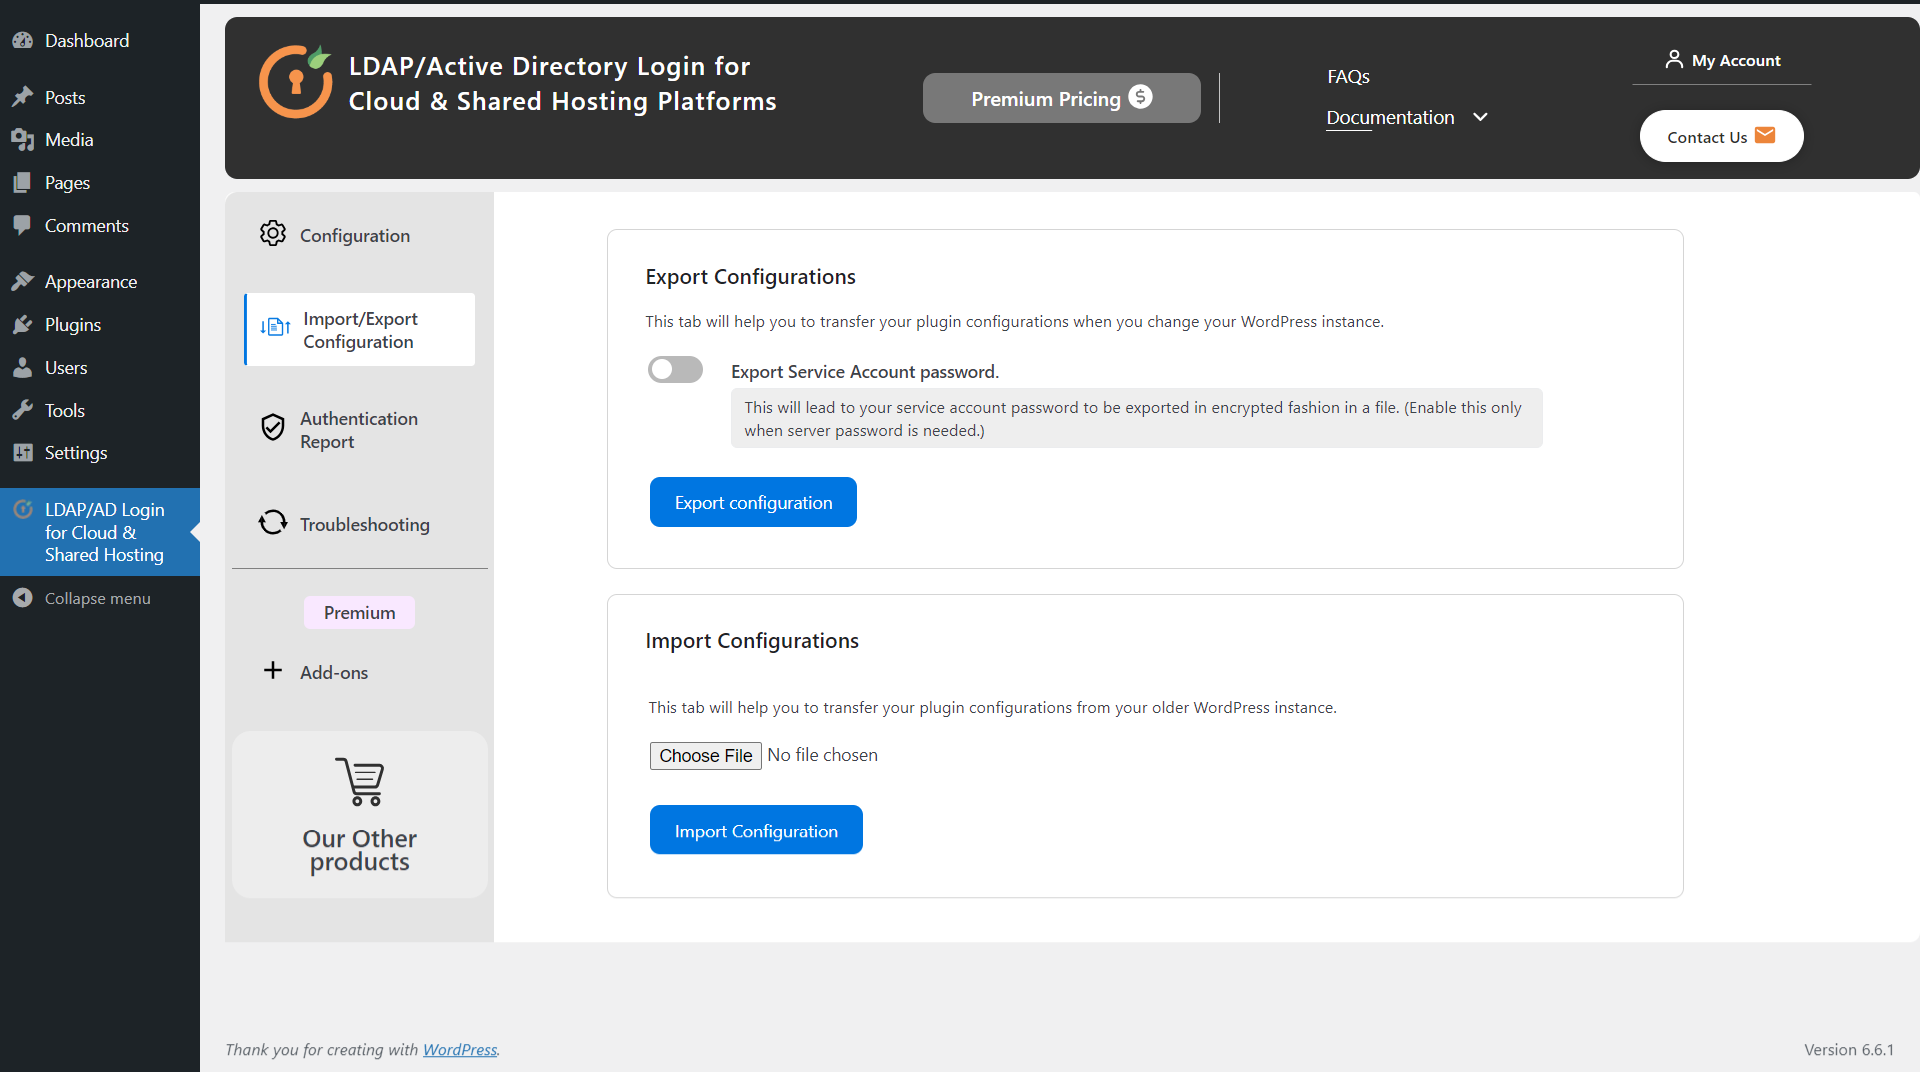 Dashboard
Posts
Media
Pages
Comments
Appearance
Plugins
Users
Tools
Settings
LDAP/AD Login
for Cloud &
Shared Hosting
Collapse menu
LDAP/Active Directory Login for
Cloud & Shared Hosting Platforms
Premium Pricing $
FAQs
Documentation
My Account
Contact Us
Configuration
Import/Export
Configuration
Authentication
Report
Troubleshooting
Premium
Add-ons
Our Other
products
Export Configurations
This tab will help you to transfer your plugin configurations when you change your WordPress instance.
Export Service Account password.
This will lead to your service account password to be exported in encrypted fashion in a file. (Enable this only
when server password is needed.)
Export configuration
Import Configurations
This tab will help you to transfer your plugin configurations from your older WordPress instance.
Choose File No file chosen
Import Configuration
Thank you for creating with WordPress.
Version 6.6.1